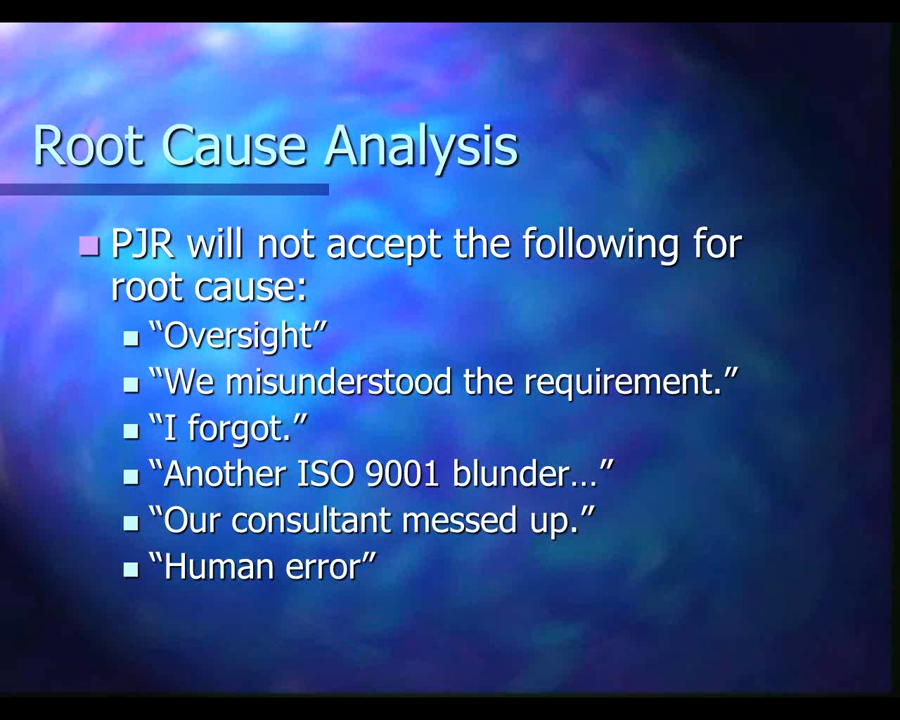 Root Cause Analysis
PJR will not accept the following for
root cause:
“Oversight”
“We misunderstood the requirement.”
“I forgot.”
“Another ISO 9001 blunder…”
“Our consultant messed up.”
“Human error”